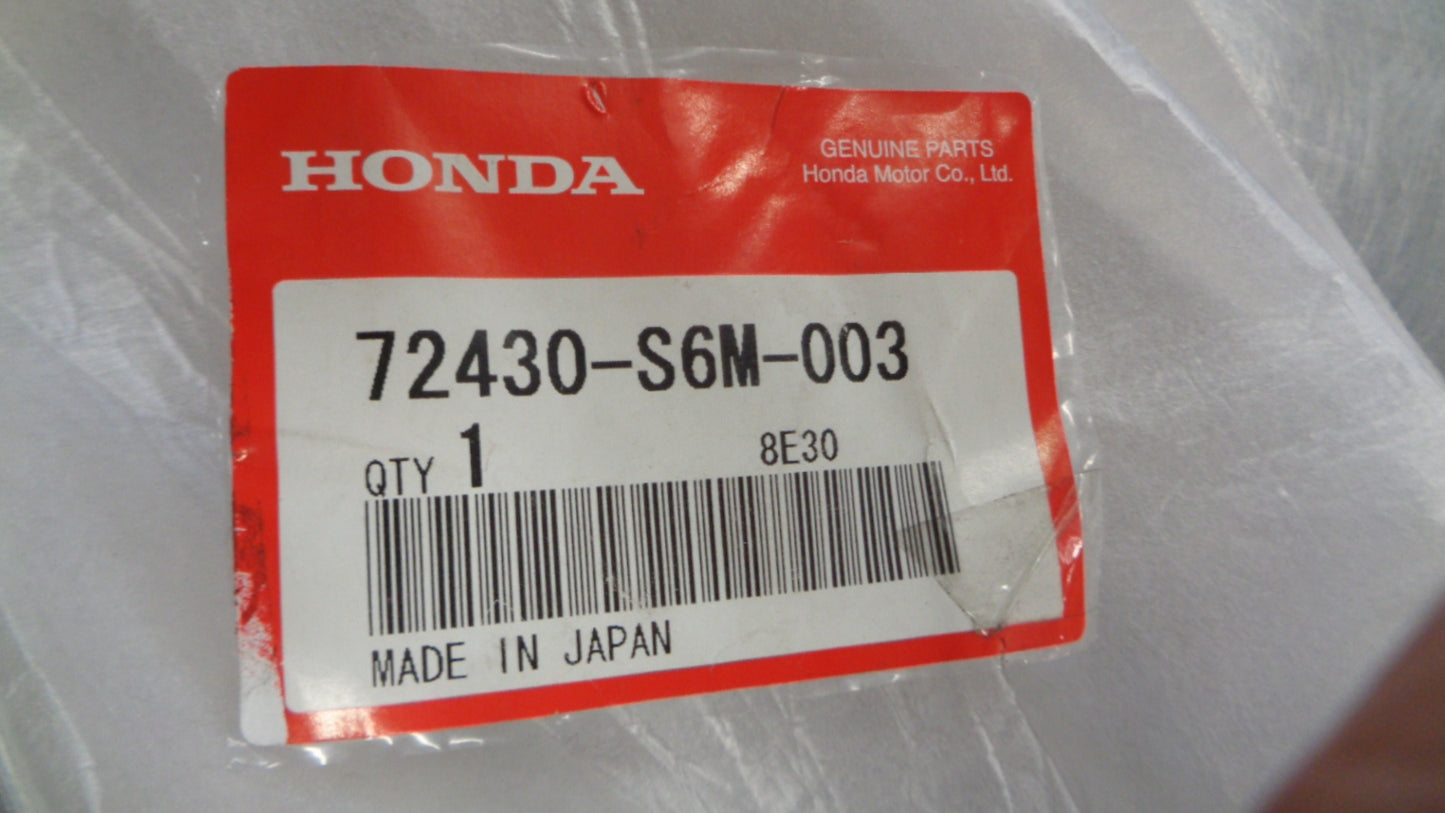 HONDA
GENUINE PARTS
Honda Motor Co., Ltd.
72430-S6M-003
QTY 1 8E30
MADE IN JAPAN